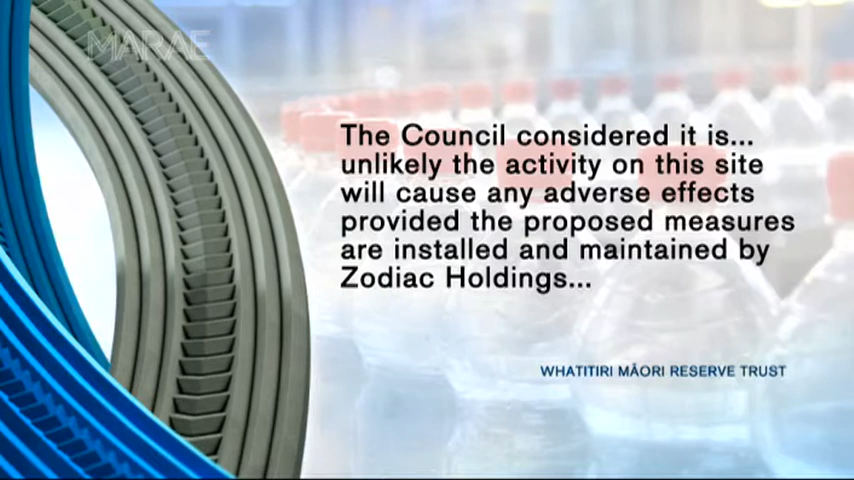 MARAE
The Council considered it is...
unlikely the activity on this site
will cause any adverse effects
provided the proposed measures
are installed and maintained by
Zodiac Holdings...
WHATITIRI MĀORI RESERVE TRUST